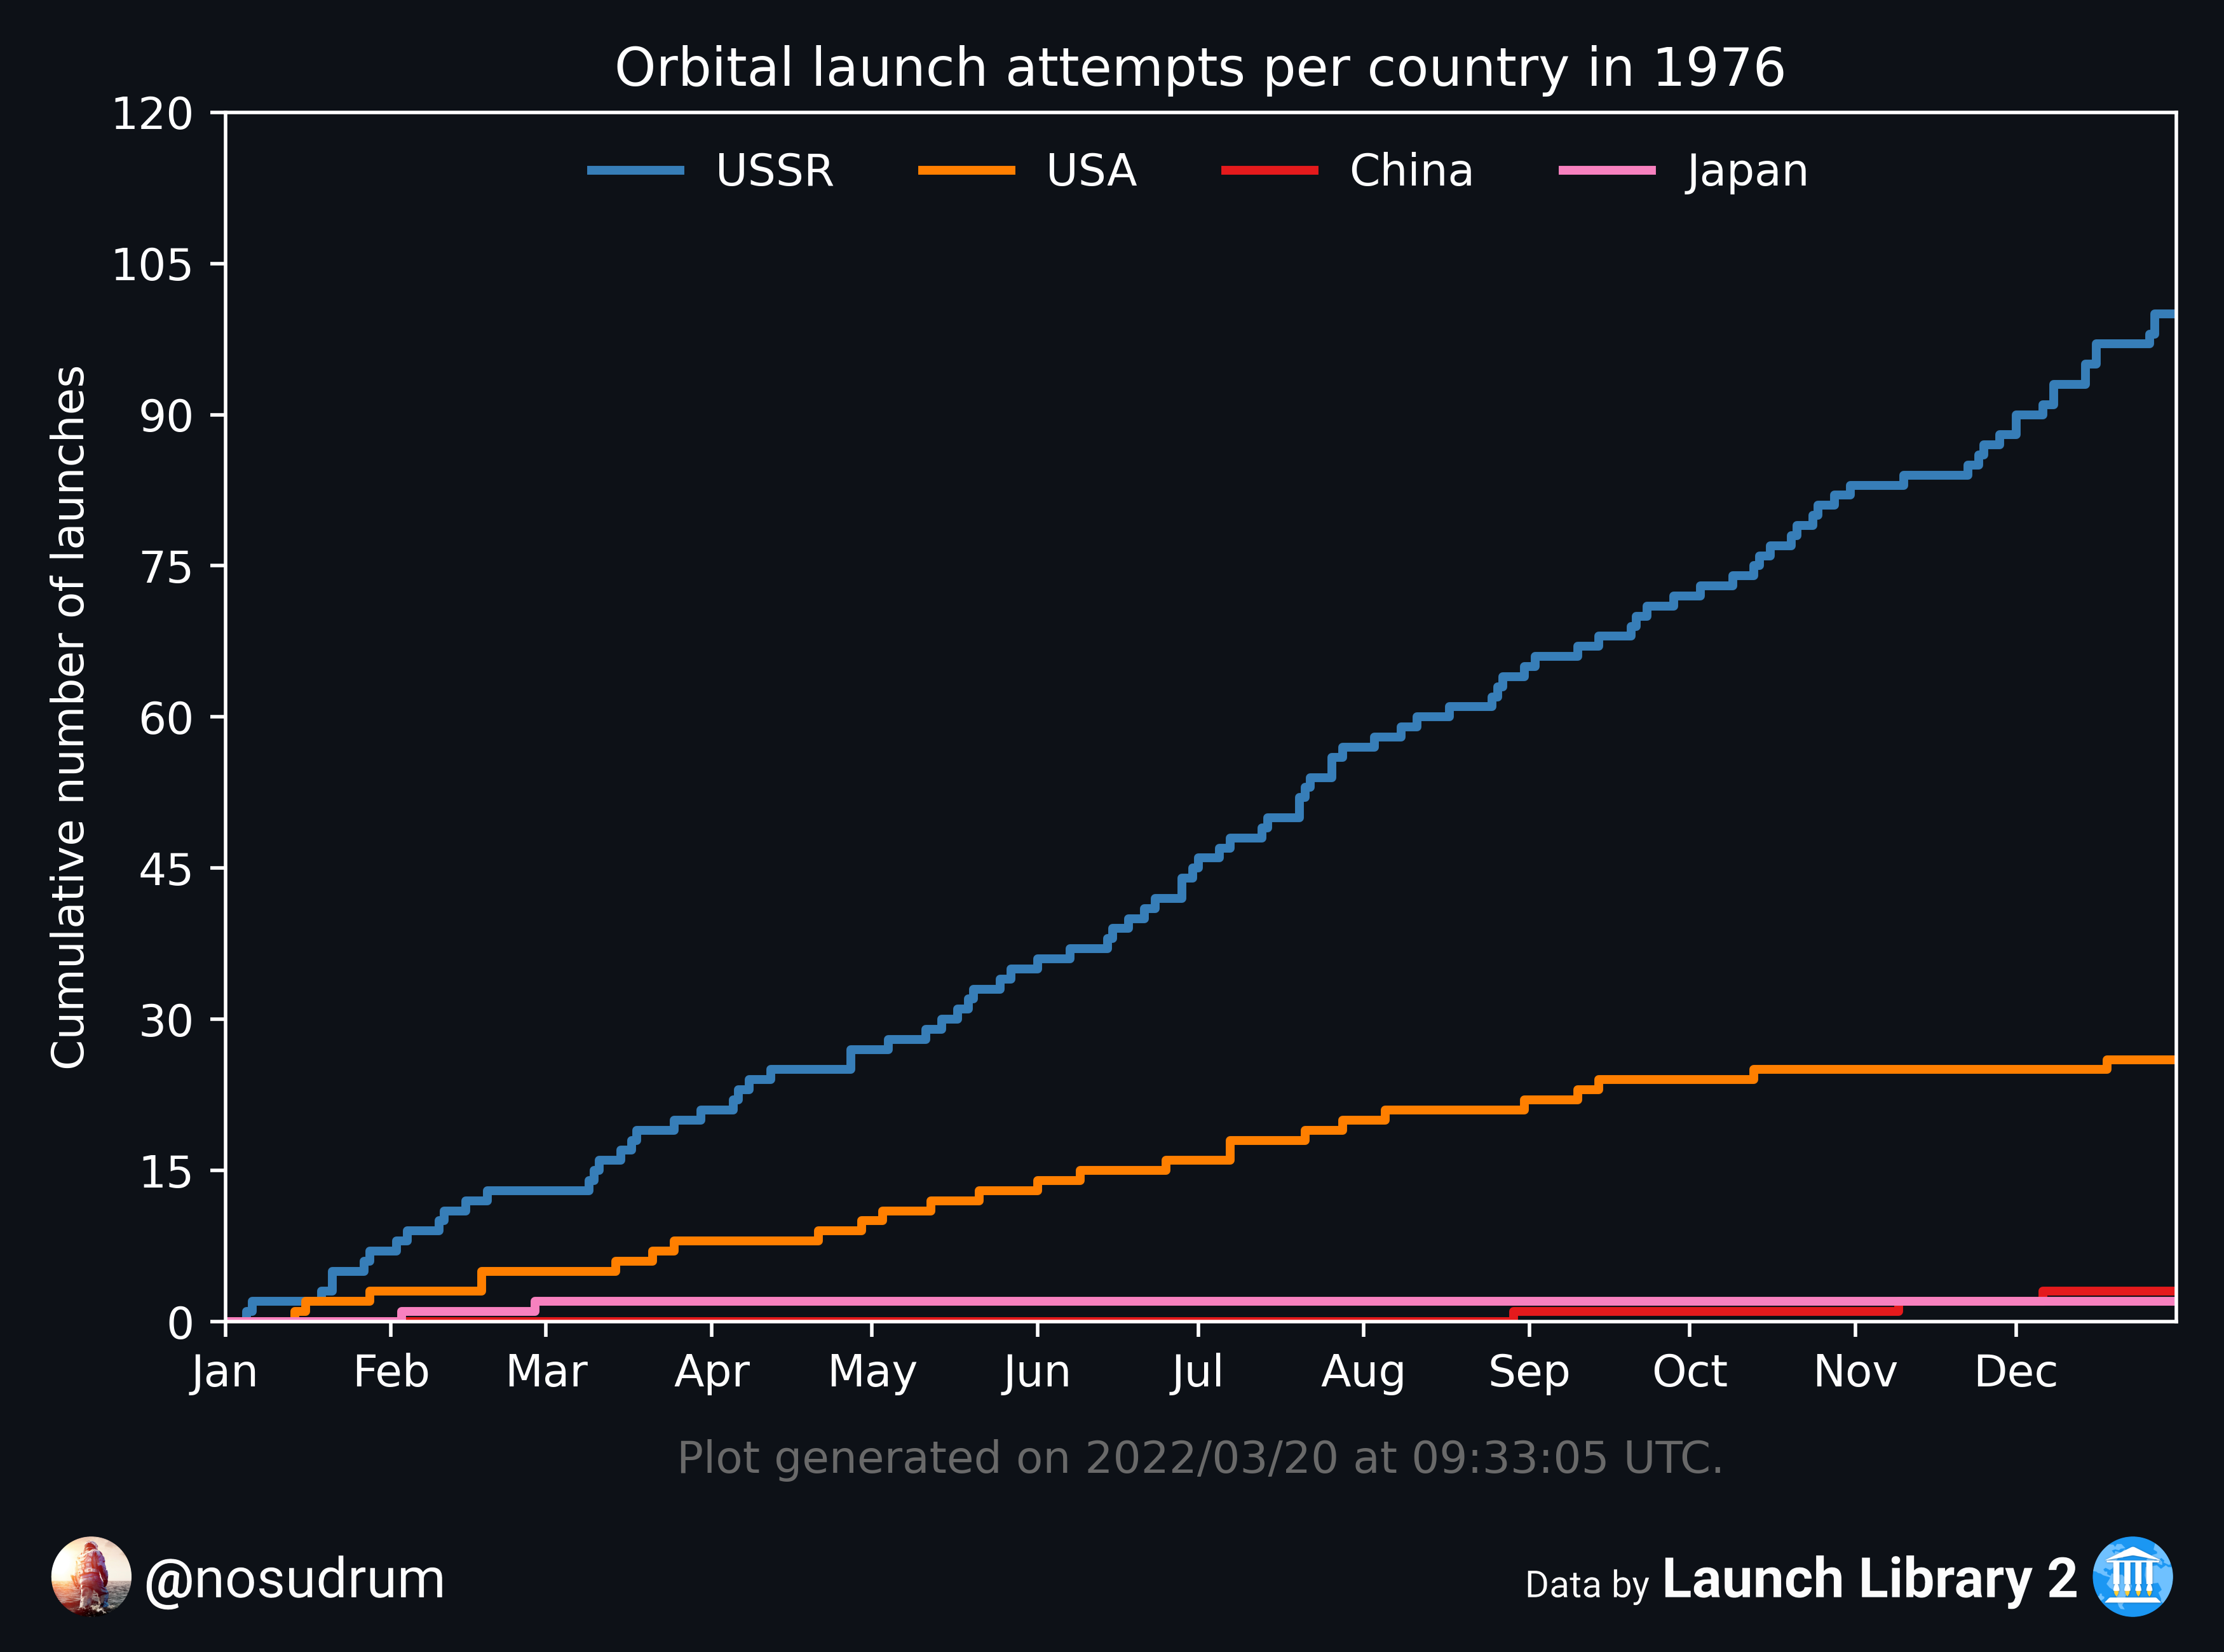 Orbital launch attempts per country in 1976
USSR USA China Japan
Cumulative number of launches
120
105
90
75
60
45
30
15
0
Jan Feb Mar Apr May Jun Jul Aug Sep Oct Nov Dec
Plot generated on 2022/03/20 at 09:33:05 UTC.
@nosudrum
Data by Launch Library 2